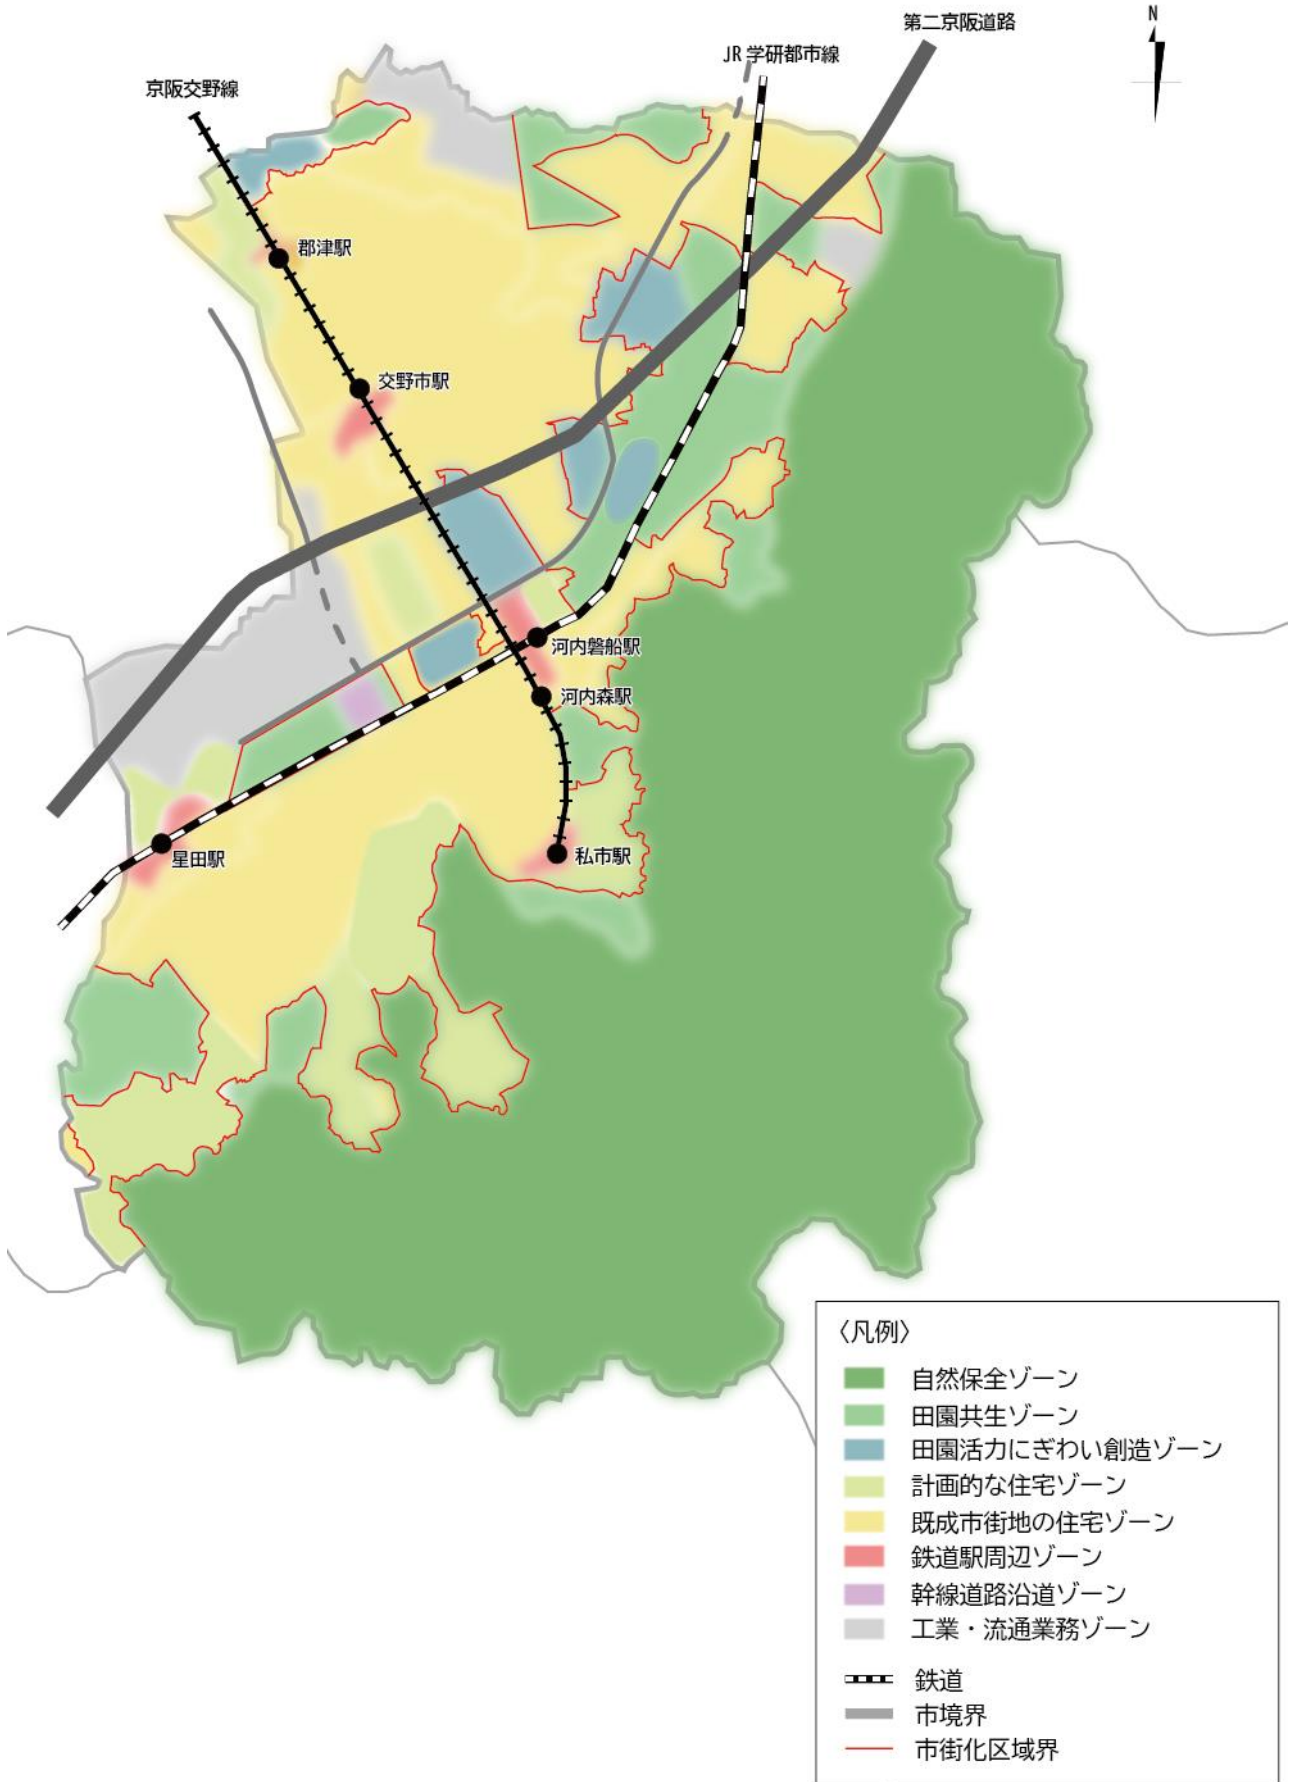 第二京阪道路
N
JR 学研都市線
京阪交野線
郡津駅
交野市駅
河内磐船駅
河内森駅
星田駅
私市駅
〈凡例〉
自然保全ゾーン
田園共生ゾーン
田園活力にぎわい創造ゾーン
計画的な住宅ゾーン
既成市街地の住宅ゾーン
鉄道駅周辺ゾーン
幹線道路沿道ゾーン
工業・流通業務ゾーン
鉄道
市境界
市街化区域界